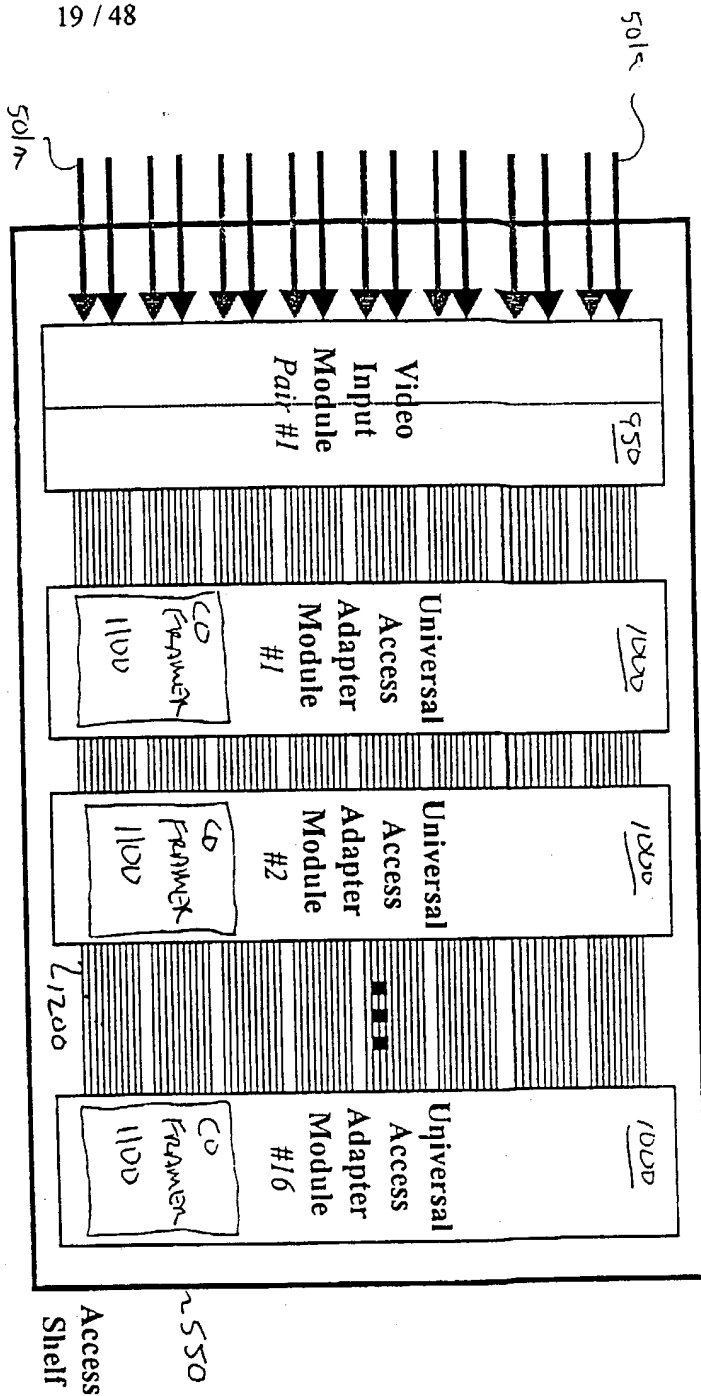 19 / 48
501a
501n
Video
Input
Module
Pair #1
950
Universal
Access
Adapter
Module
#1
1000
CO
FRAMER
1100
Universal
Access
Adapter
Module
#2
1000
CO
FRAMER
1100
1200
Universal
Access
Adapter
Module
#16
1000
CO
FRAMER
1100
550
Access
Shelf